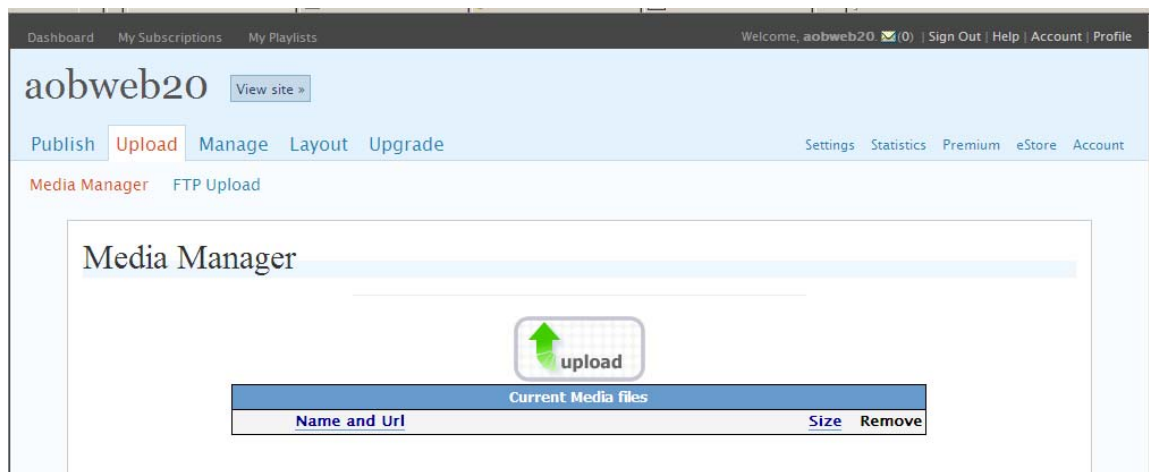 Dashboard My Subscriptions My Playlists Welcome, aobweb20. (0) | Sign Out | Help | Account | Profile
aobweb20 View site »
Publish Upload Manage Layout Upgrade Settings Statistics Premium eStore Account
Media Manager FTP Upload
Media Manager
upload
Current Media files
Name and Url Size Remove